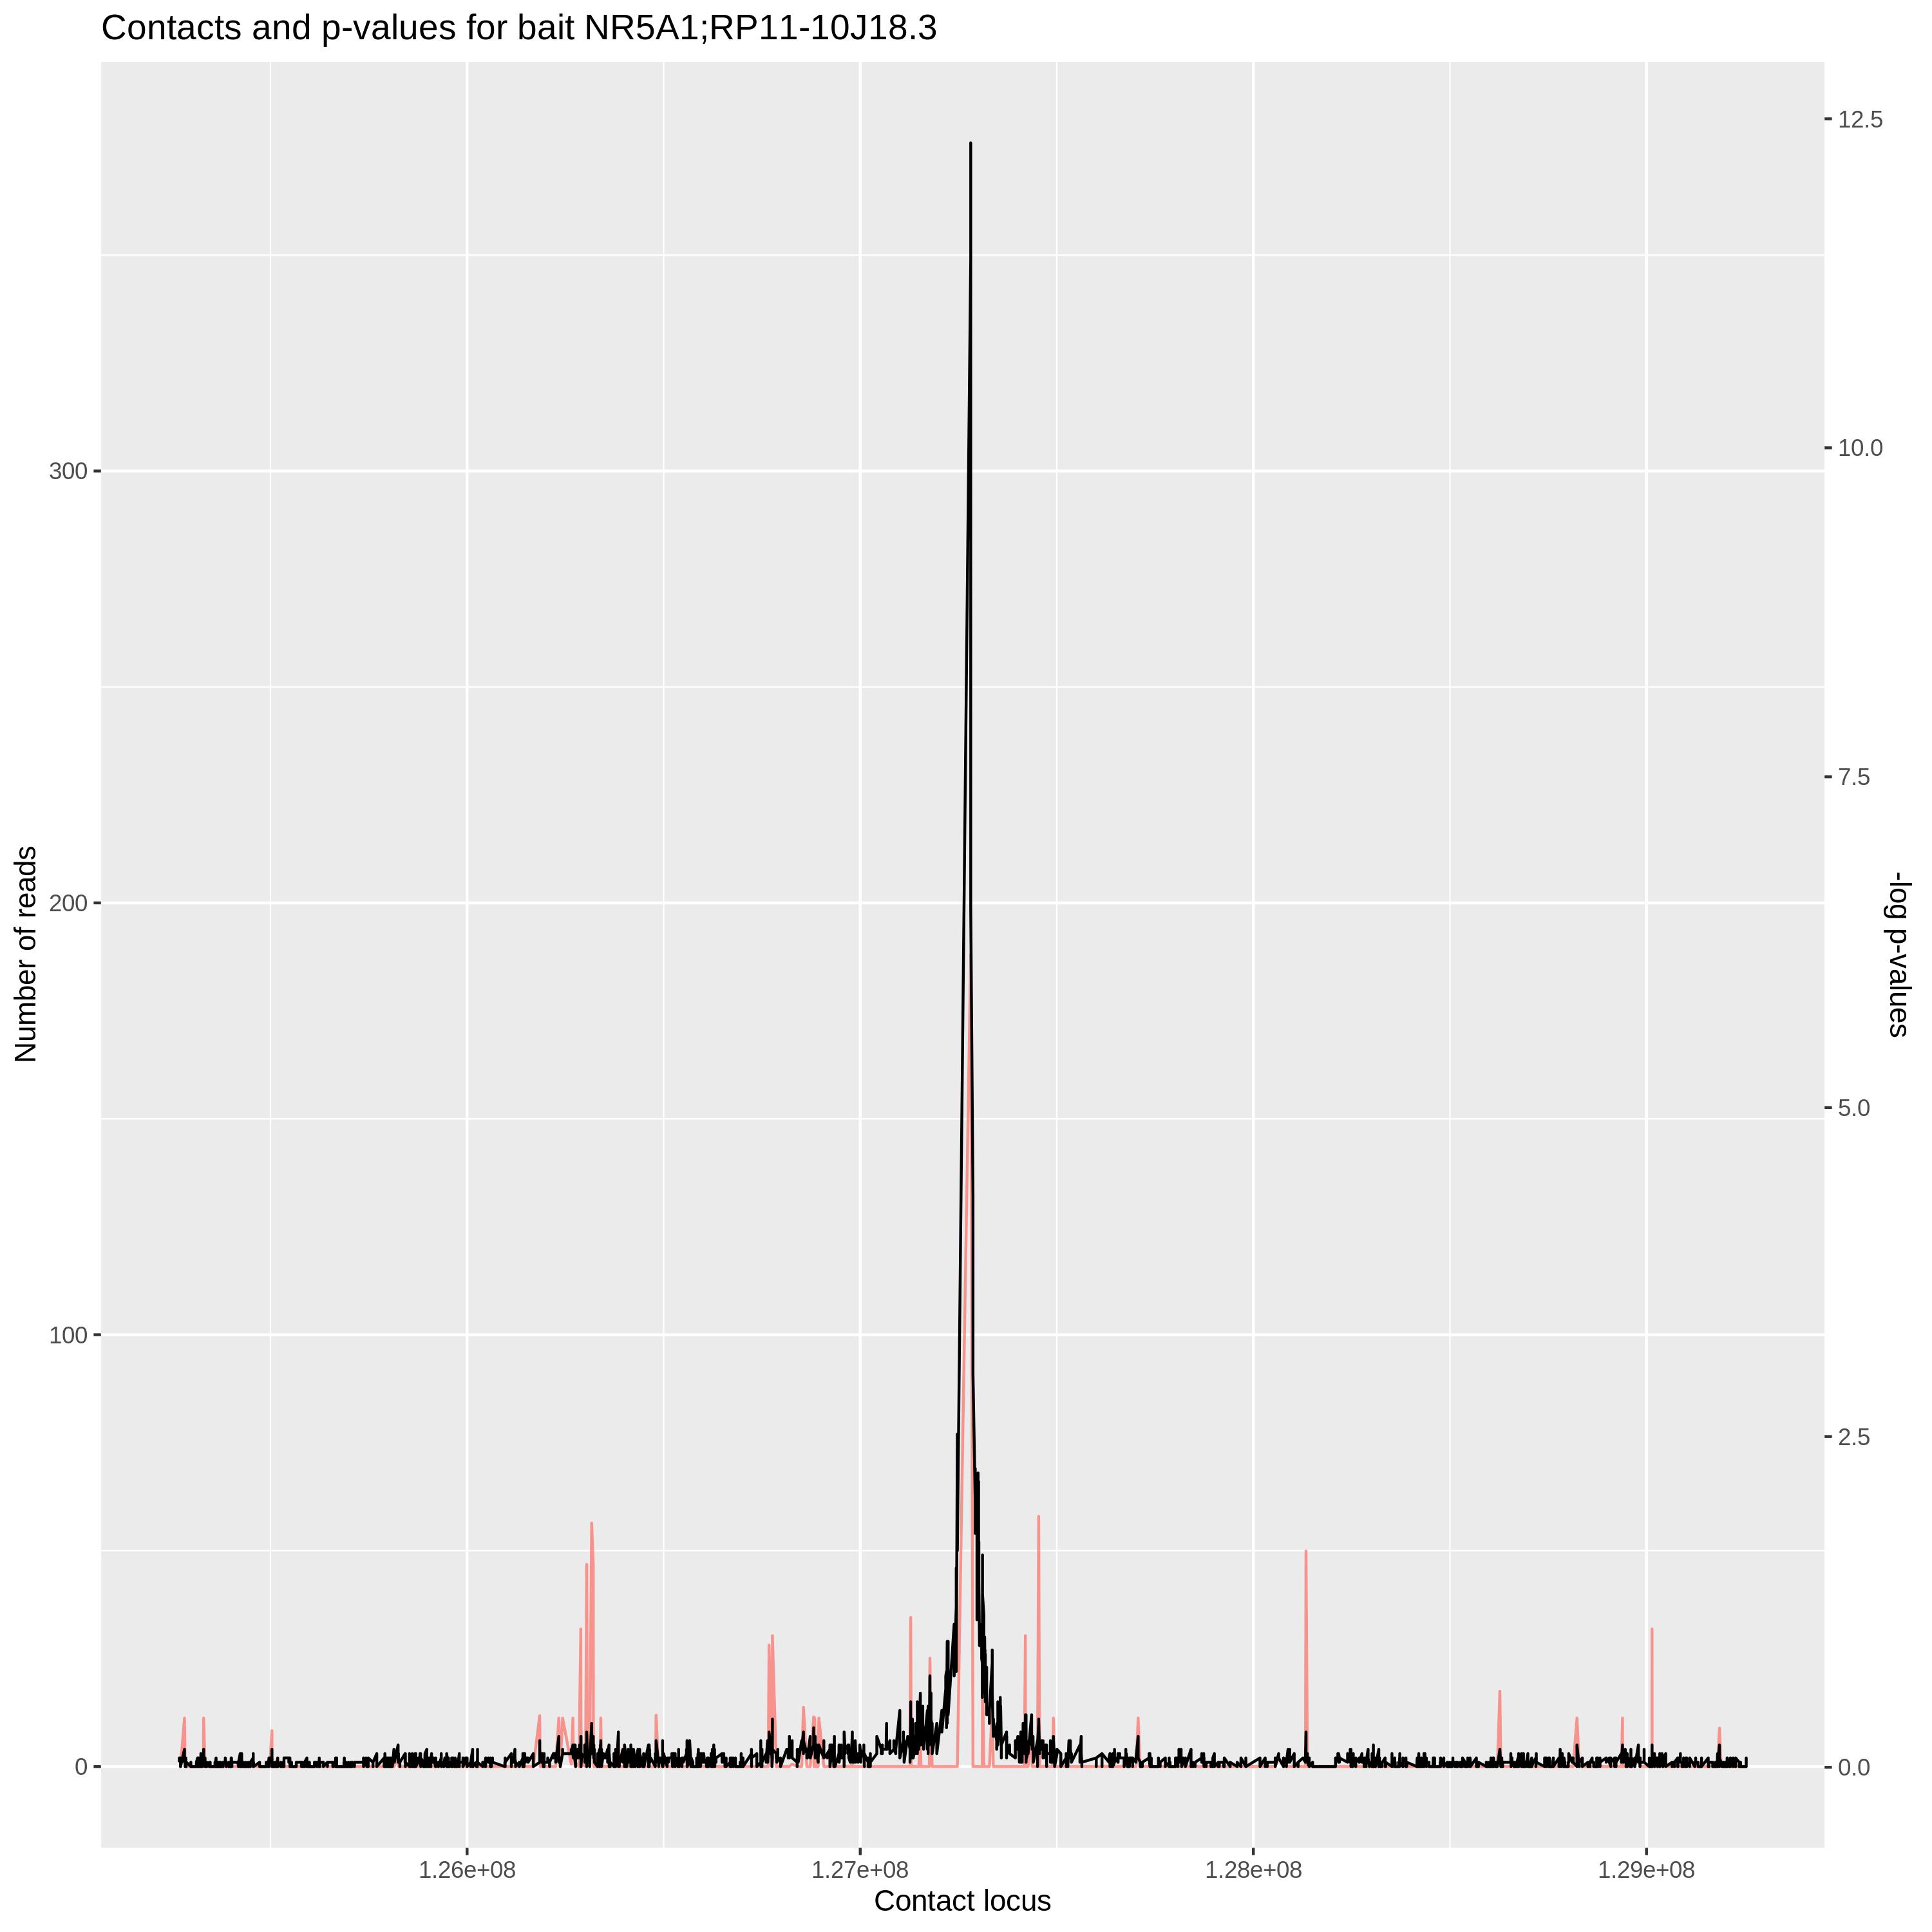 Contacts and p-values for bait NR5A1;RP11-10J18.3
12.5
300
10.0
7.5
200
Number of reads
-log p-values
5.0
100
2.5
0
0.0
1.26e+08
1.27e+08
1.28e+08
1.29e+08
Contact locus